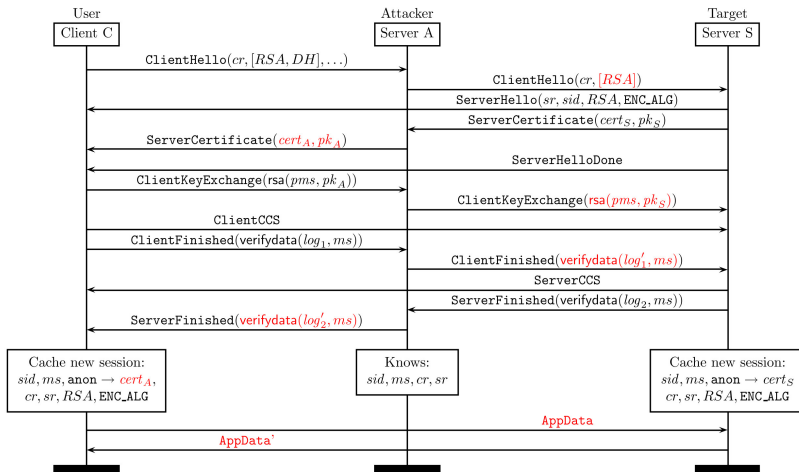 User
Attacker
Target
Client C
Server A
Server S
ClientHello(cr, [RSA, DH], ...)
ClientHello(cr, [RSA])
ServerHello(sr, sid, RSA, ENC_ALG)
ServerCertificate(cert_S, pk_S)
ServerCertificate(cert_A, pk_A)
ServerHelloDone
ClientKeyExchange(rsa(pms, pk_A))
ClientKeyExchange(rsa(pms, pk_S))
ClientCCS
ClientFinished(verifydata(log_1, ms))
ClientFinished(verifydata(log'_1, ms))
ServerCCS
ServerFinished(verifydata(log_2, ms))
ServerFinished(verifydata(log'_2, ms))
Cache new session:
sid, ms, anon → cert_A,
cr, sr, RSA, ENC_ALG
Knows:
sid, ms, cr, sr
Cache new session:
sid, ms, anon → cert_S
cr, sr, RSA, ENC_ALG
AppData
AppData'